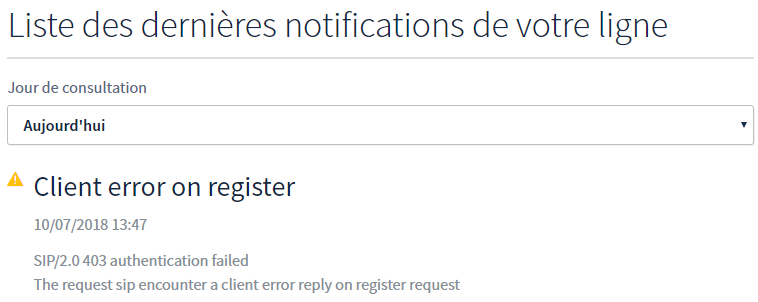 Liste des dernières notifications de votre ligne
Jour de consultation
Aujourd'hui
Client error on register
10/07/2018 13:47
SIP/2.0 403 authentication failed
The request sip encounter a client error reply on register request